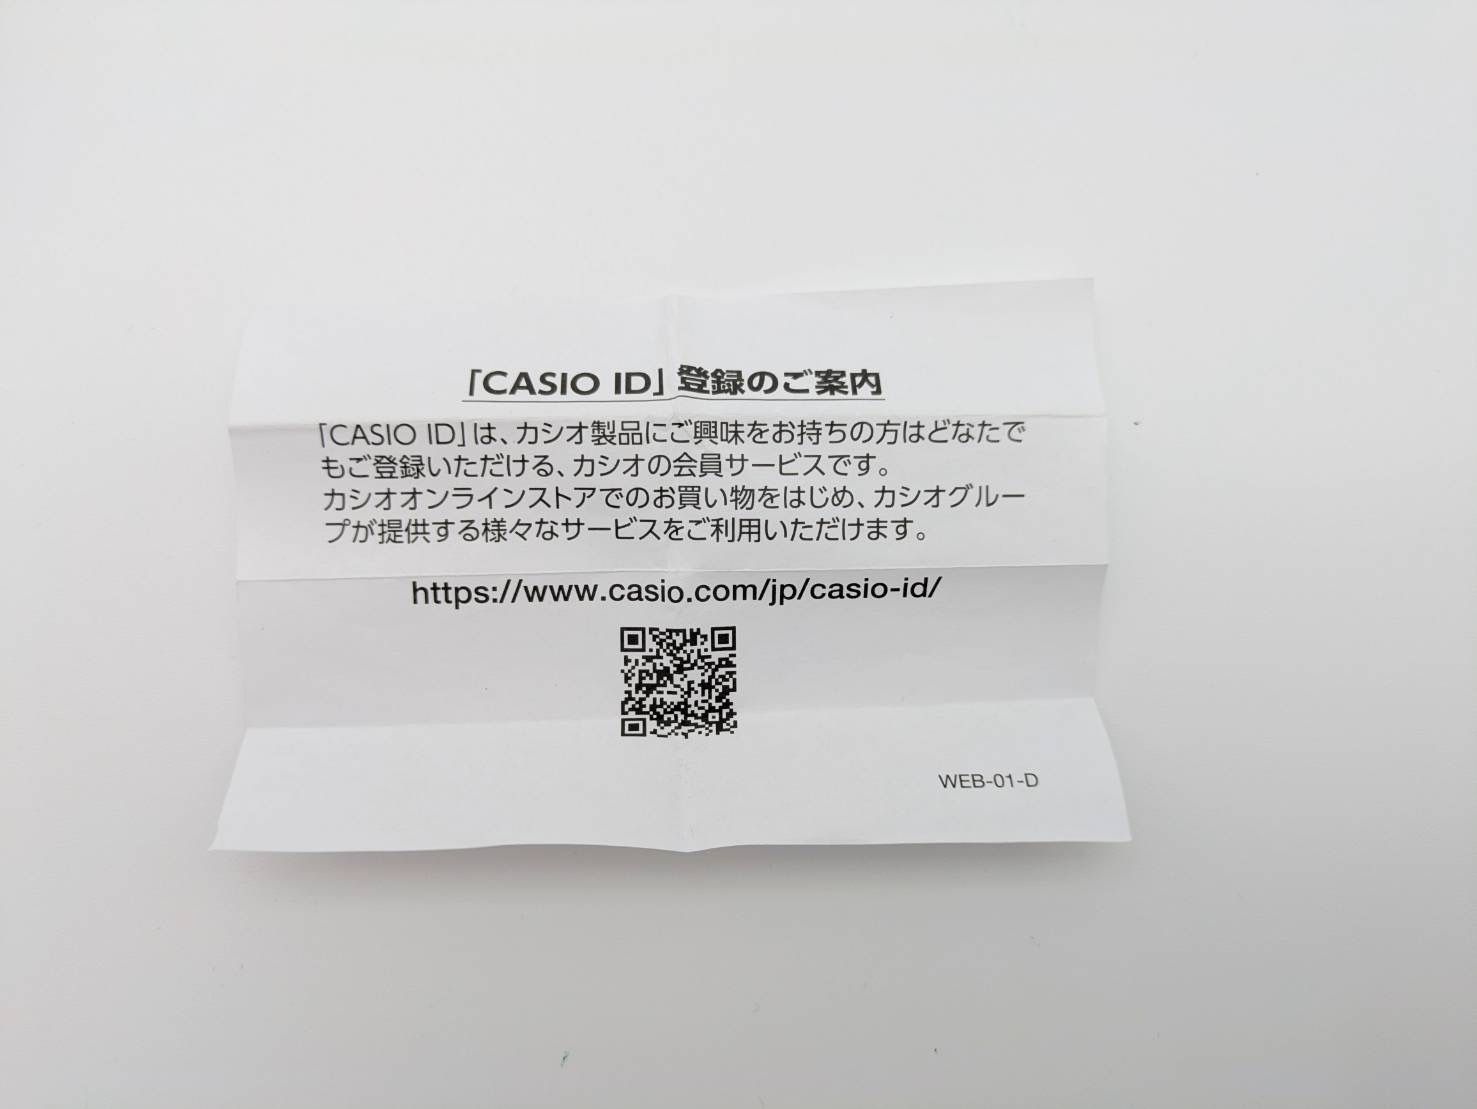 「CASIO ID」登録のご案内
「CASIO ID」は、カシオ製品にご興味をお持ちの方はどなたで
もご登録いただける、カシオの会員サービスです。
カシオオンラインストアでのお買い物をはじめ、カシオグルー
プが提供する様々なサービスをご利用いただけます。
https://www.casio.com/jp/casio-id/
WEB-01-D